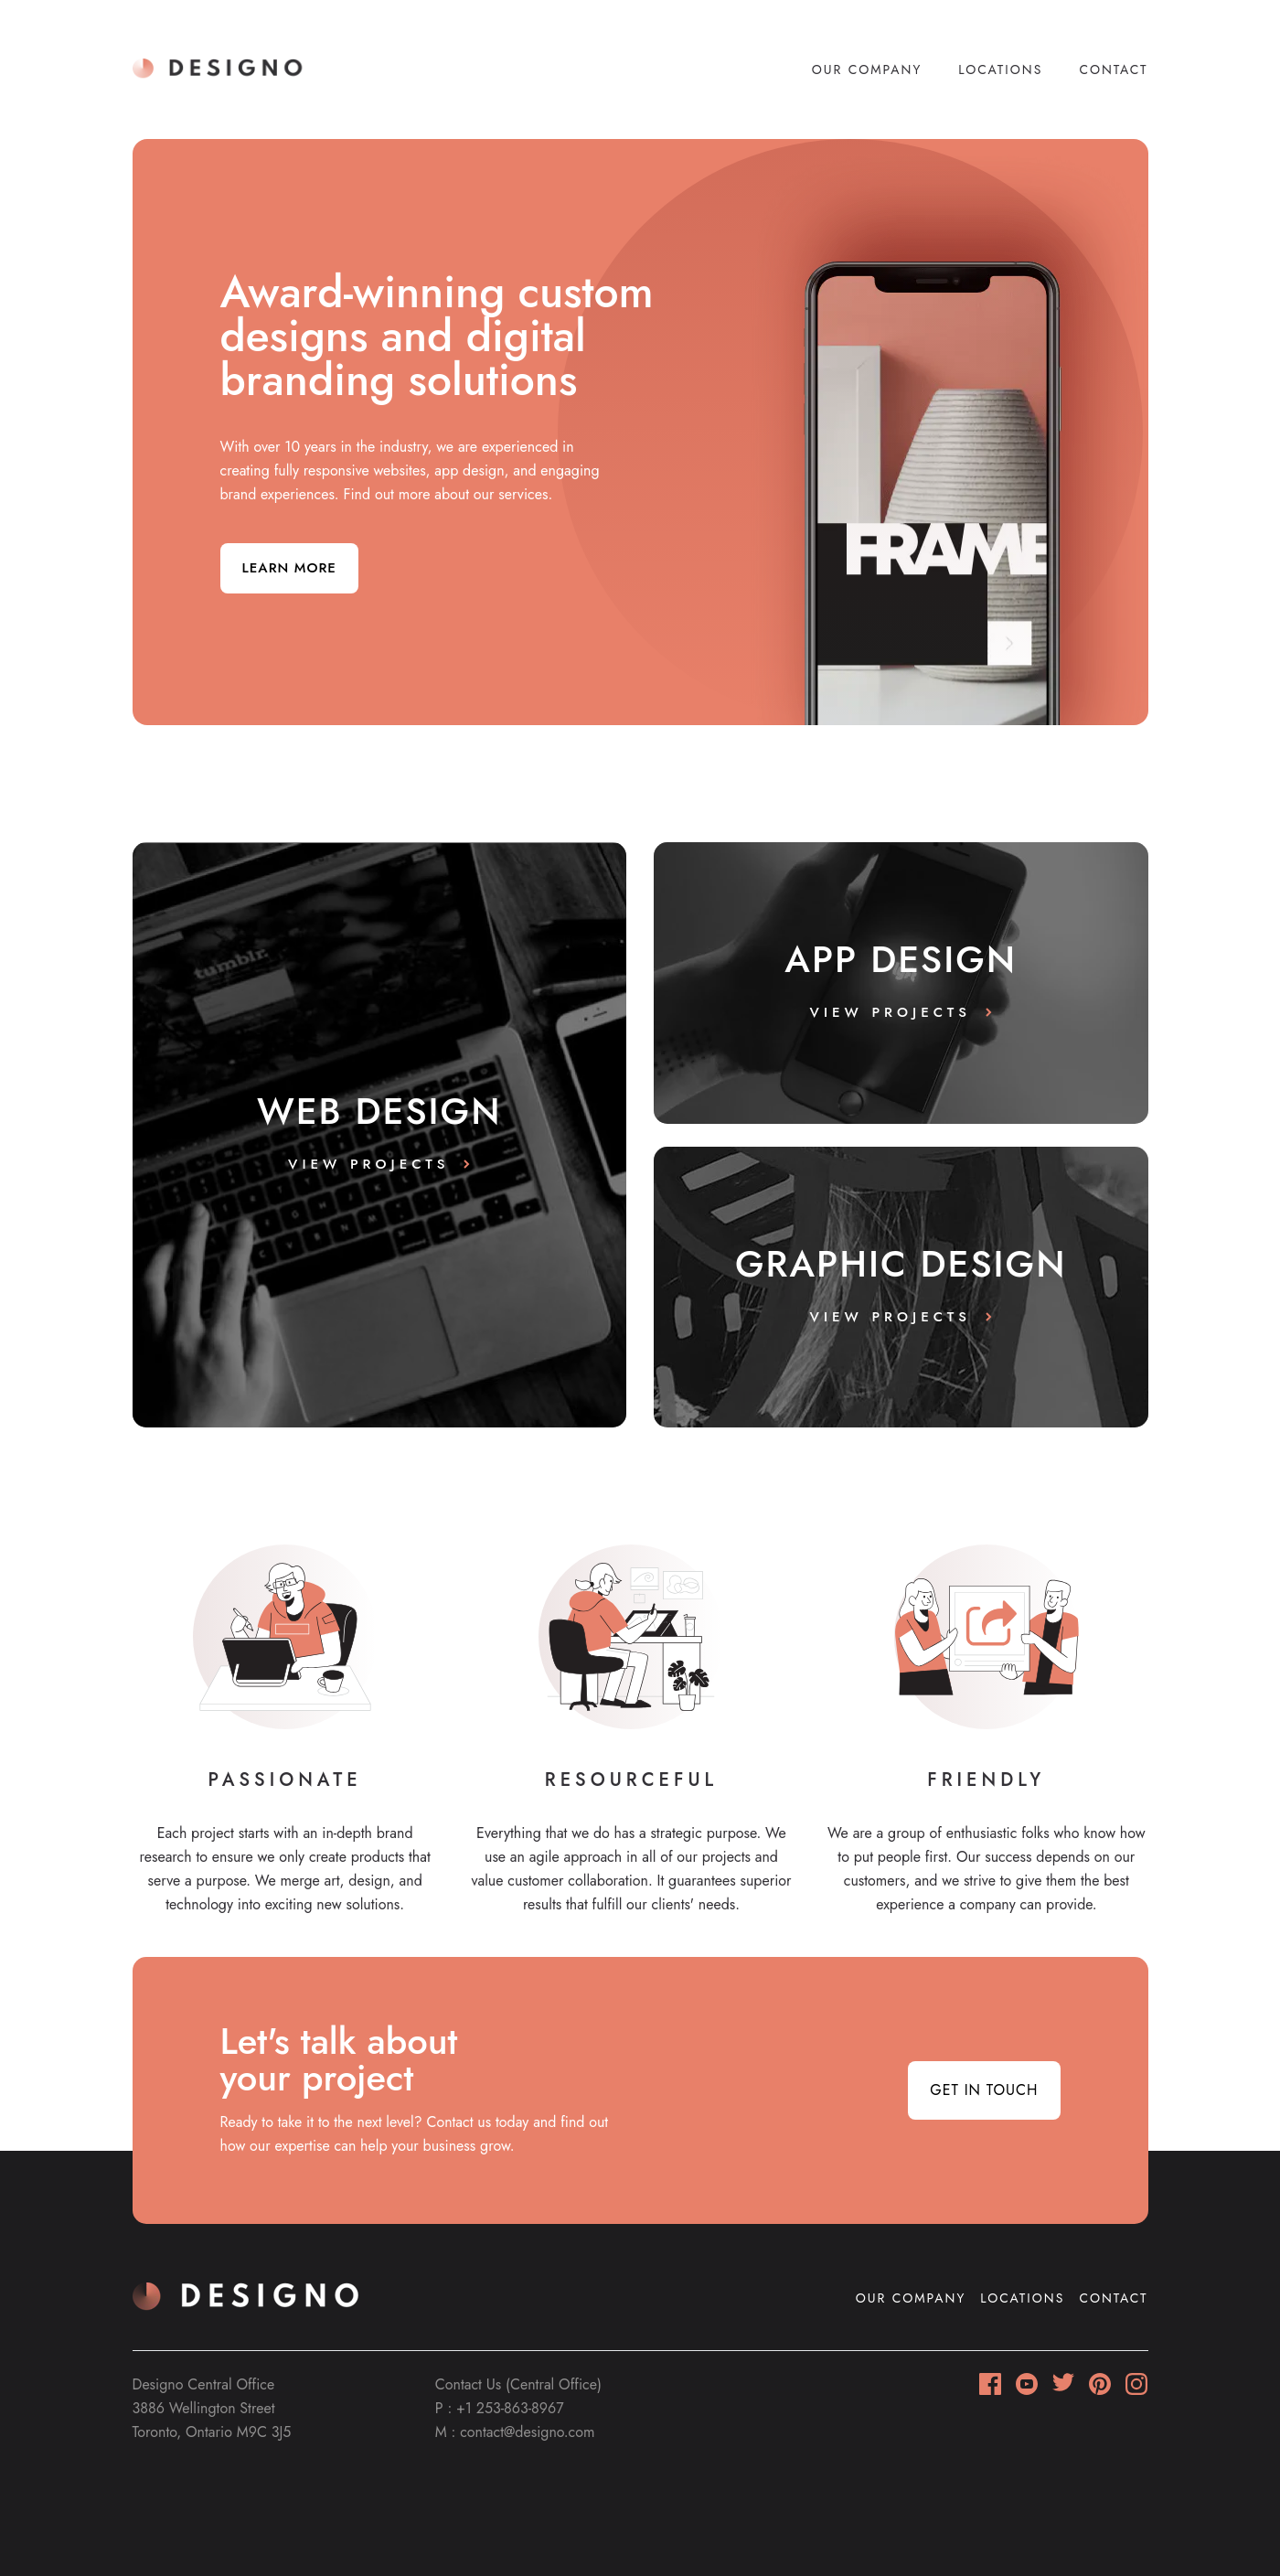 DESIGNO
OUR COMPANY LOCATIONS CONTACT
Award-winning custom
designs and digital
branding solutions
With over 10 years in the industry, we are experienced in
creating fully responsive websites, app design, and engaging
brand experiences. Find out more about our services.
LEARN MORE
FRAME
tumblr.
WEB DESIGN
VIEW PROJECTS
APP DESIGN
VIEW PROJECTS
GRAPHIC DESIGN
VIEW PROJECTS
PASSIONATE
Each project starts with an in-depth brand
research to ensure we only create products that
serve a purpose. We merge art, design, and
technology into exciting new solutions.
RESOURCEFUL
Everything that we do has a strategic purpose. We
use an agile approach in all of our projects and
value customer collaboration. It guarantees superior
results that fulfill our clients' needs.
FRIENDLY
We are a group of enthusiastic folks who know how
to put people first. Our success depends on our
customers, and we strive to give them the best
experience a company can provide.
Let's talk about
your project
Ready to take it to the next level? Contact us today and find out
how our expertise can help your business grow.
GET IN TOUCH
DESIGNO
OUR COMPANY LOCATIONS CONTACT
Designo Central Office
3886 Wellington Street
Toronto, Ontario M9C 3J5
Contact Us (Central Office)
P : +1 253-863-8967
M : contact@designo.com